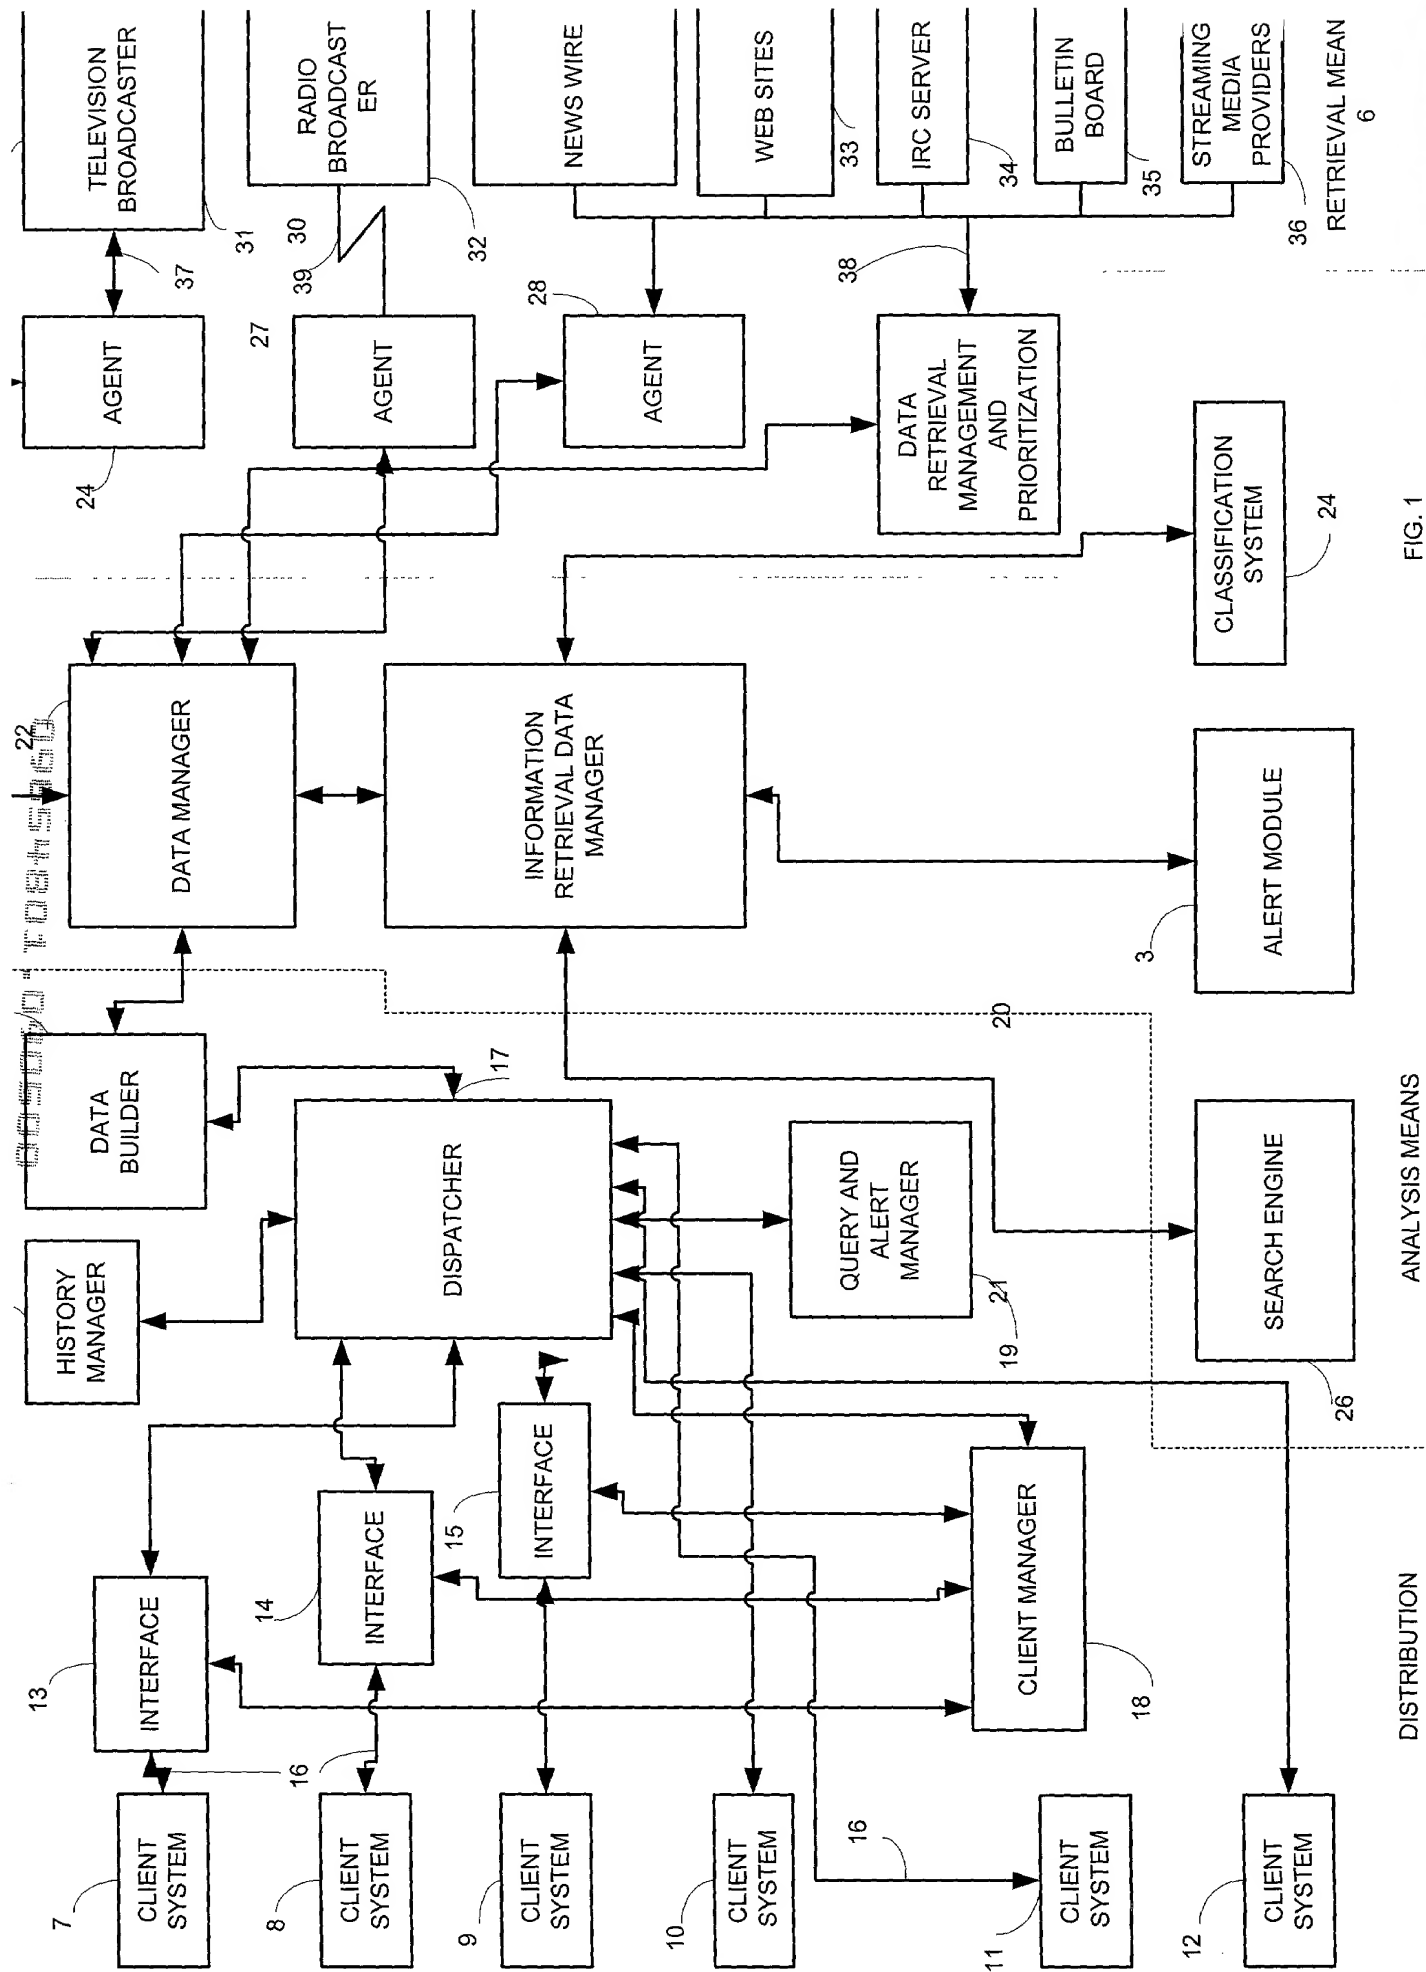 7
CLIENT
SYSTEM
8
CLIENT
SYSTEM
9
CLIENT
SYSTEM
10
CLIENT
SYSTEM
11
CLIENT
SYSTEM
12
CLIENT
SYSTEM
16
16
13
INTERFACE
14
INTERFACE
15
INTERFACE
CLIENT MANAGER
18
DISTRIBUTION
HISTORY
MANAGER
DATA
BUILDER
DISPATCHER
17
QUERY AND
ALERT
MANAGER
21
19
20
SEARCH ENGINE
26
ANALYSIS MEANS
22
DATA MANAGER
INFORMATION
RETRIEVAL DATA
MANAGER
3
ALERT MODULE
CLASSIFICATION
SYSTEM
24
FIG. 1
24
AGENT
27
AGENT
28
AGENT
DATA
RETRIEVAL
MANAGEMENT
AND
PRIORITIZATION
37
39
30
38
TELEVISION
BROADCASTER
31
RADIO
BROADCAST
ER
32
NEWS WIRE
WEB SITES
33
IRC SERVER
34
BULLETIN
BOARD
35
STREAMING
MEDIA
PROVIDERS
36
RETRIEVAL MEAN
6